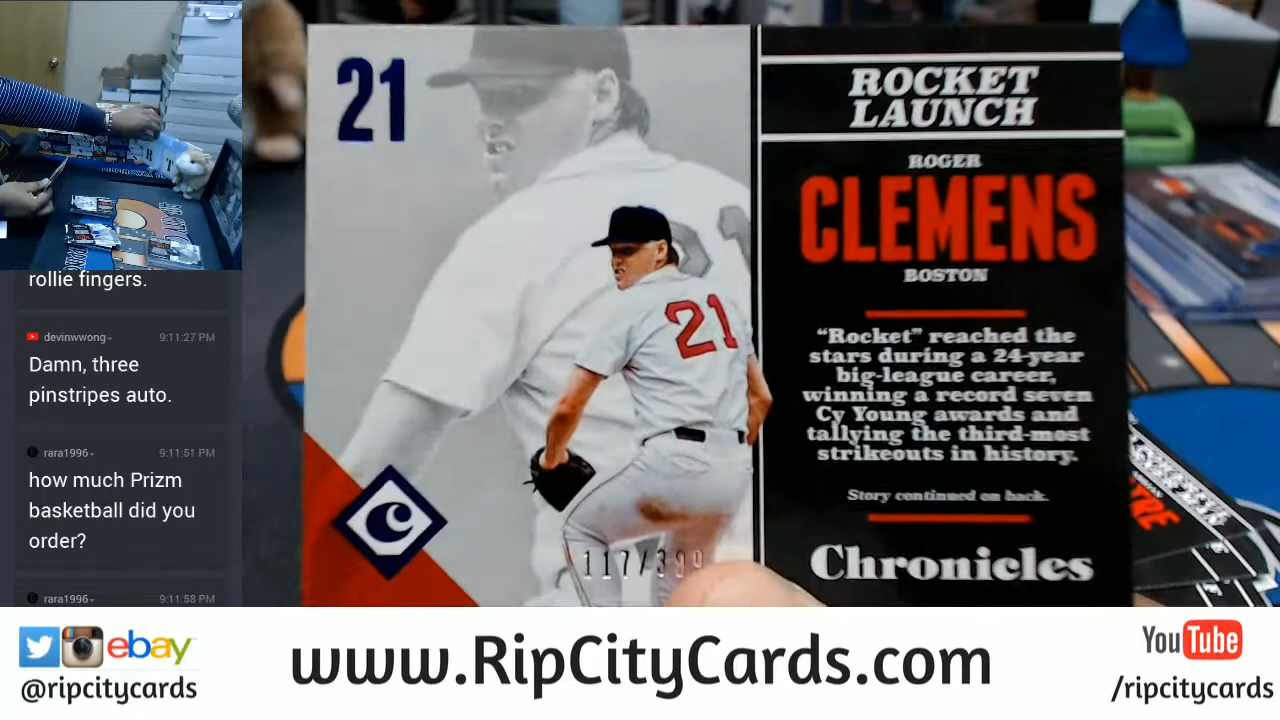 rollie fingers.
devinwwong
9:11:27 PM
Damn, three
pinstripes auto.
rara1996
9:11:51 PM
how much Prizm
basketball did you
order?
rara1996
9:11:58 PM
21
ROCKET
LAUNCH
ROGER
CLEMENS
BOSTON
21
"Rocket" reached the
stars during a 24-year
big-league career,
winning a record seven
Cy Young awards and
tallying the third-most
strikeouts in history.
Story continued on back.
C
Chronicles
117/399
ebay
@ripcitycards
www.RipCityCards.com
YouTube
/ripcitycards